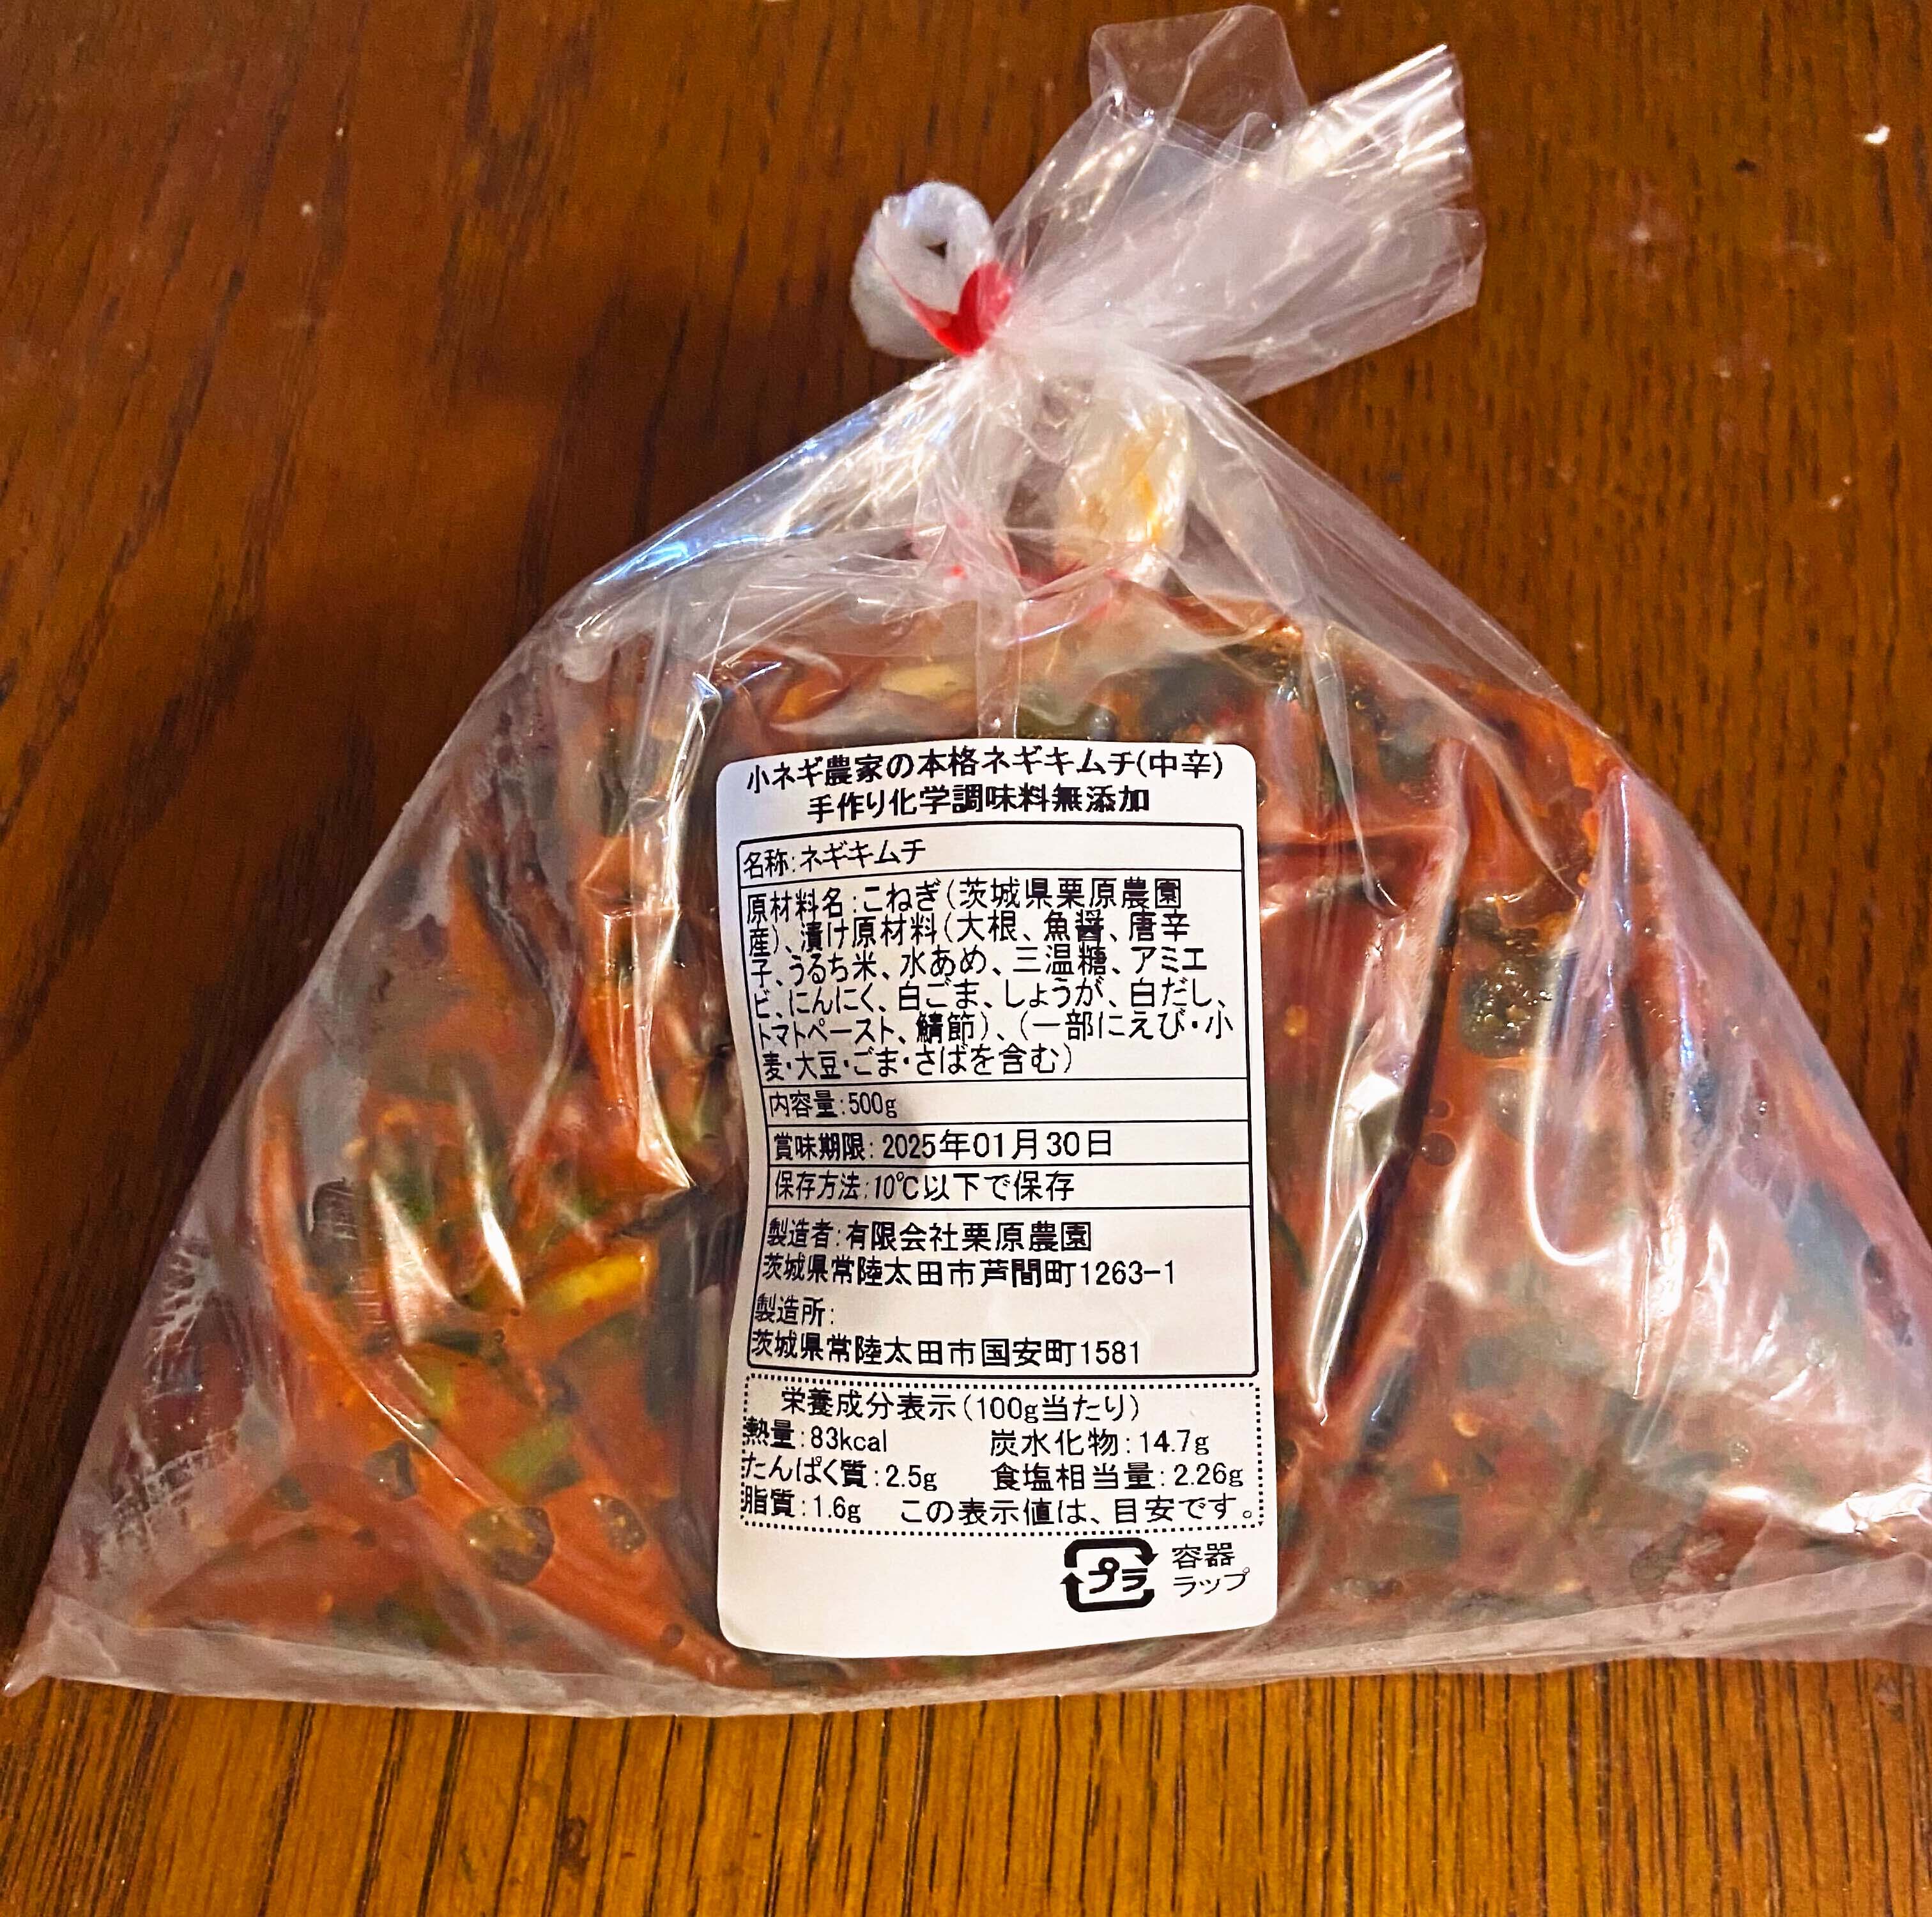 小ネギ農家の本格ネギキムチ(中辛)
手作り化学調味料無添加
名称:ネギキムチ
原材料名:こねぎ(茨城県栗原農園
産)、漬け原材料(大根、魚醤、唐辛
子、うるち米、水あめ、三温糖、アミエ
ビ、にんにく、白ごま、しょうが、白だし、
トマトペースト、鯖節)、(一部にえび・小
麦・大豆・ごま・さばを含む)
内容量:500g
賞味期限:2025年01月30日
保存方法:10℃以下で保存
製造者:有限会社栗原農園
茨城県常陸太田市芦間町1263-1
製造所:
茨城県常陸太田市国安町1581
栄養成分表示(100g当たり)
熱量:83kcal 炭水化物:14.7g
たんぱく質:2.5g 食塩相当量:2.26g
脂質:1.6g この表示値は、目安です。
プラ 容器
ラップ